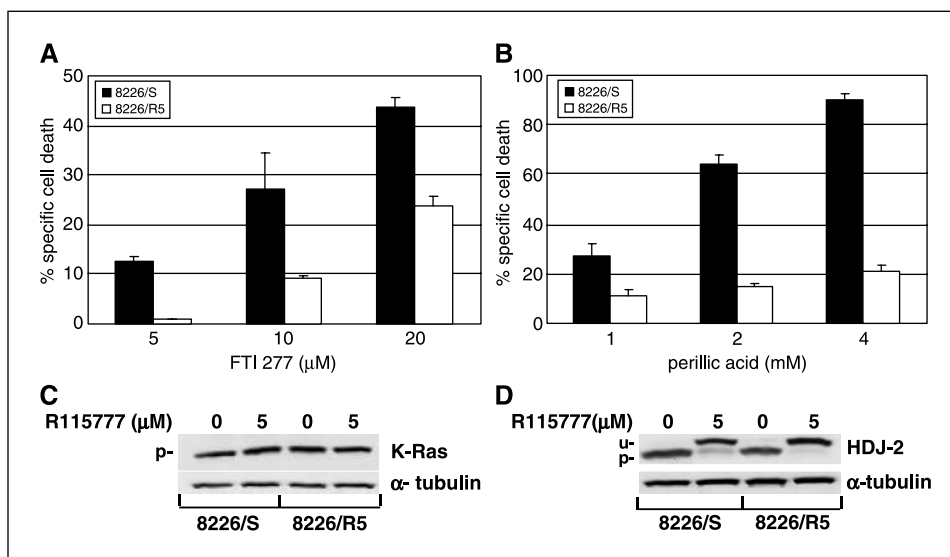 A
50
40
30
20
10
0
% specific cell death
8226/S
8226/R5
5 10 20
FTI 277 (μM)
B
100
80
60
40
20
0
% specific cell death
8226/S
8226/R5
1 2 4
perillic acid (mM)
C
R115777 (μM) 0 5 0 5
p- K-Ras
α- tubulin
8226/S 8226/R5
D
R115777(μM) 0 5 0 5
u-
p- HDJ-2
α-tubulin
8226/S 8226/R5